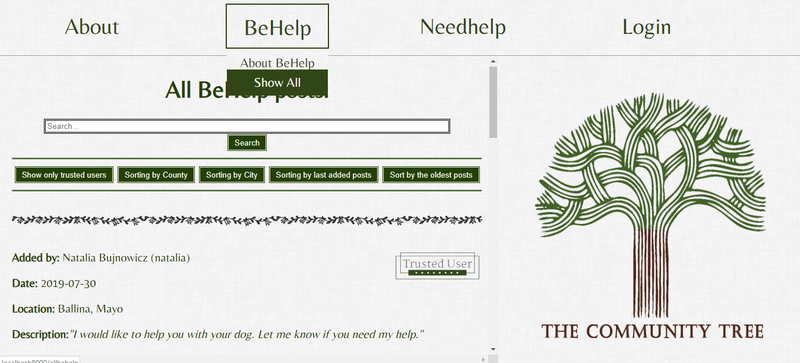 About
BeHelp
Needhelp
Login
About BeHelp
Show All
All BeHelp posts:
Search...
Search
Show only trusted users
Sorting by County
Sorting by City
Sorting by last added posts
Sort by the oldest posts
Added by: Natalia Bujnowicz (natalia)
Trusted User
Date: 2019-07-30
Location: Ballina, Mayo
Description:"I would like to help you with your dog. Let me know if you need my help."
THE COMMUNITY TREE